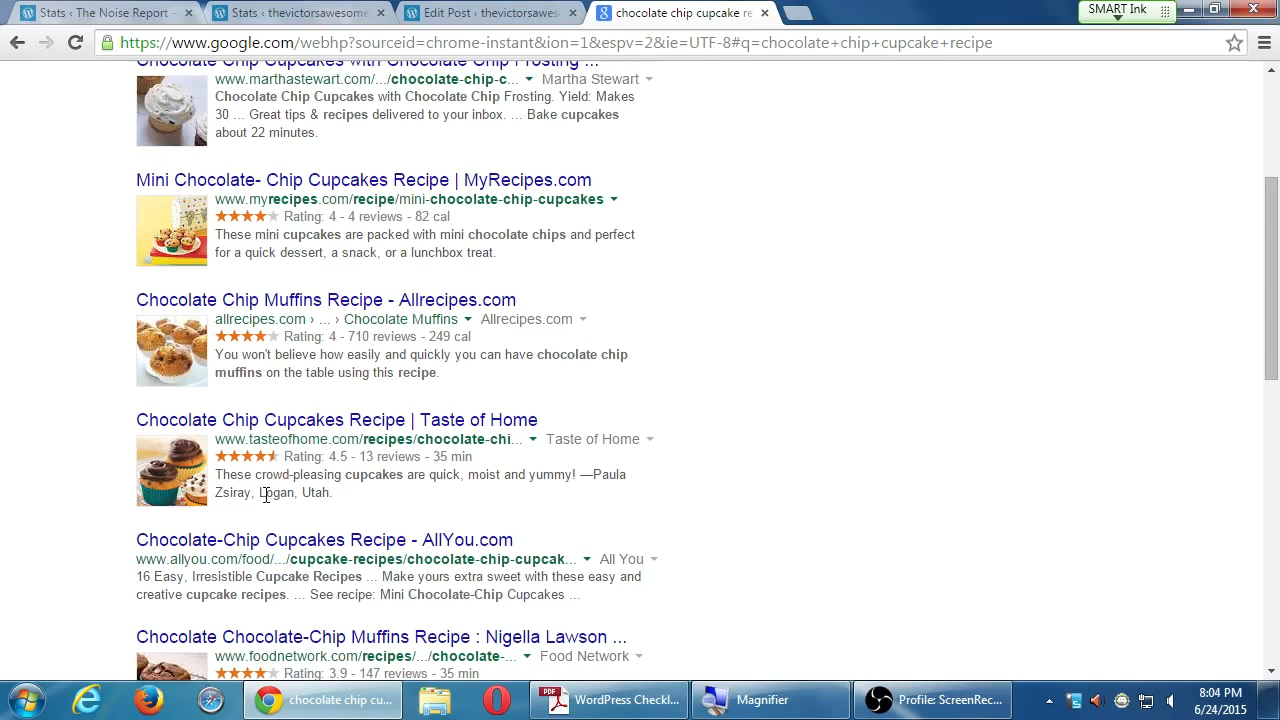 Stats ‹ The Noise Report -
Stats ‹ thevictorsawesome
Edit Post ‹ thevictorsawes
chocolate chip cupcake re
SMART Ink
https://www.google.com/webhp?sourceid=chrome-instant&ion=1&espv=2&ie=UTF-8#q=chocolate+chip+cupcake+recipe
Chocolate Chip Cupcakes with Chocolate Chip Frosting ...
www.marthastewart.com/.../chocolate-chip-c... Martha Stewart
Chocolate Chip Cupcakes with Chocolate Chip Frosting. Yield: Makes
30 ... Great tips & recipes delivered to your inbox. ... Bake cupcakes
about 22 minutes.
Mini Chocolate- Chip Cupcakes Recipe | MyRecipes.com
www.myrecipes.com/recipe/mini-chocolate-chip-cupcakes
Rating: 4 - 4 reviews - 82 cal
These mini cupcakes are packed with mini chocolate chips and perfect
for a quick dessert, a snack, or a lunchbox treat.
Chocolate Chip Muffins Recipe - Allrecipes.com
allrecipes.com › ... › Chocolate Muffins Allrecipes.com
Rating: 4 - 710 reviews - 249 cal
You won't believe how easily and quickly you can have chocolate chip
muffins on the table using this recipe.
Chocolate Chip Cupcakes Recipe | Taste of Home
www.tasteofhome.com/recipes/chocolate-chi... Taste of Home
Rating: 4.5 - 13 reviews - 35 min
These crowd-pleasing cupcakes are quick, moist and yummy! —Paula
Zsiray, Logan, Utah.
Chocolate-Chip Cupcakes Recipe - AllYou.com
www.allyou.com/food/.../cupcake-recipes/chocolate-chip-cupcak... All You
16 Easy, Irresistible Cupcake Recipes ... Make yours extra sweet with these easy and
creative cupcake recipes. ... See recipe: Mini Chocolate-Chip Cupcakes ...
Chocolate Chocolate-Chip Muffins Recipe : Nigella Lawson ...
www.foodnetwork.com/recipes/.../chocolate-... Food Network
Rating: 3.9 - 147 reviews - 35 min
chocolate chip cu...
PDF
WordPress Checkl...
Magnifier
Profile: ScreenRec...
8:04 PM
6/24/2015